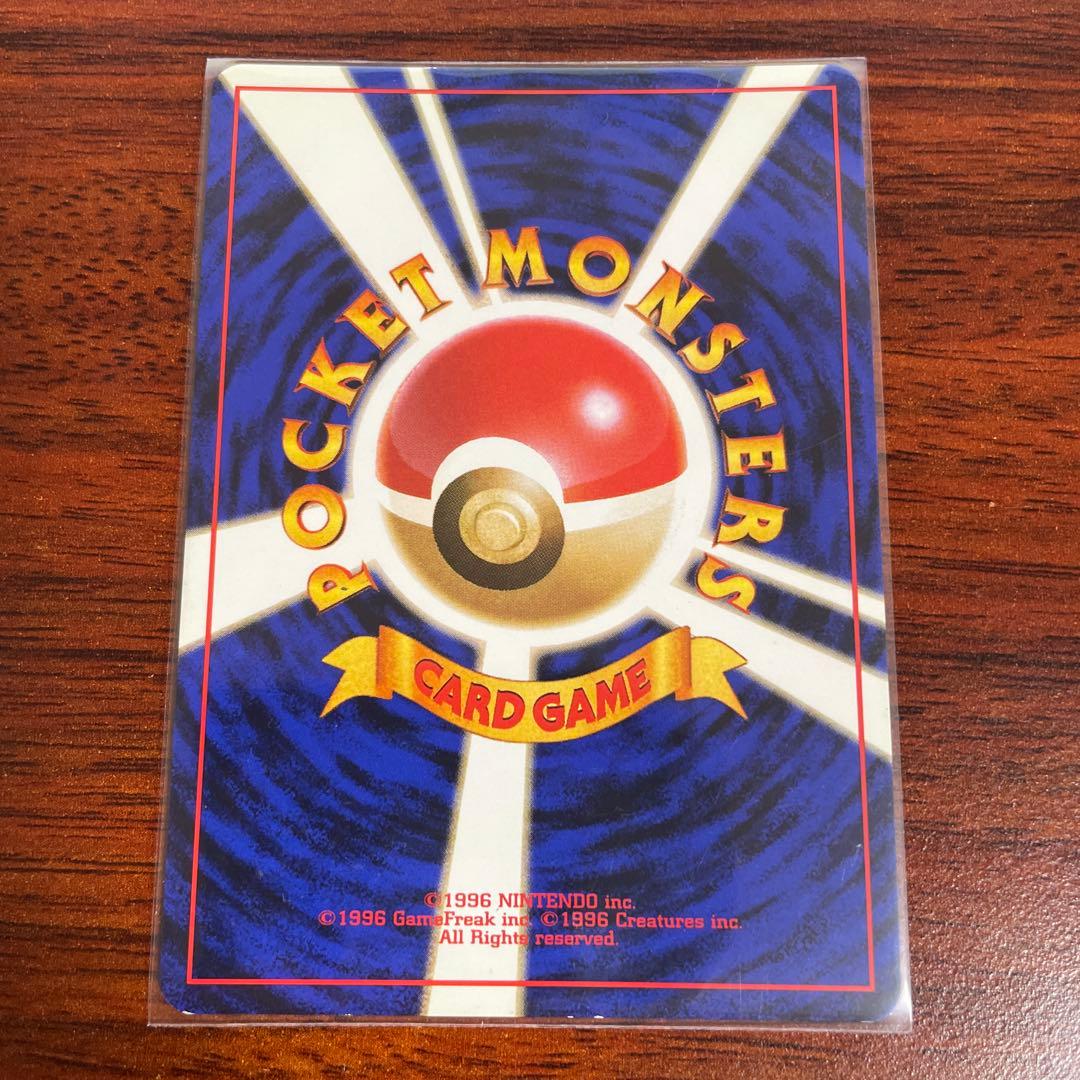 POCKET MONSTERS
CARD GAME
©1996 NINTENDO inc.
©1996 GameFreak inc. ©1996 Creatures inc.
All Rights reserved.